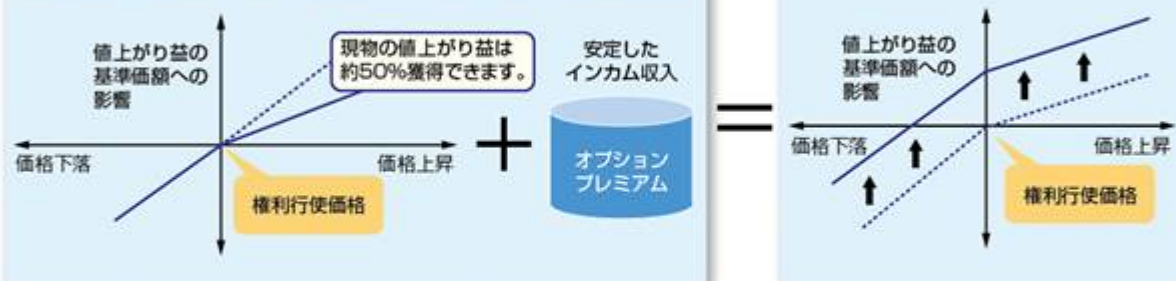 値上がり益の
基準価額への
影響
現物の値上がり益は
約50%獲得できます。
価格下落
価格上昇
権利行使価格
+
安定した
インカム収入
オプション
プレミアム
=
値上がり益の
基準価額への
影響
価格下落
価格上昇
権利行使価格